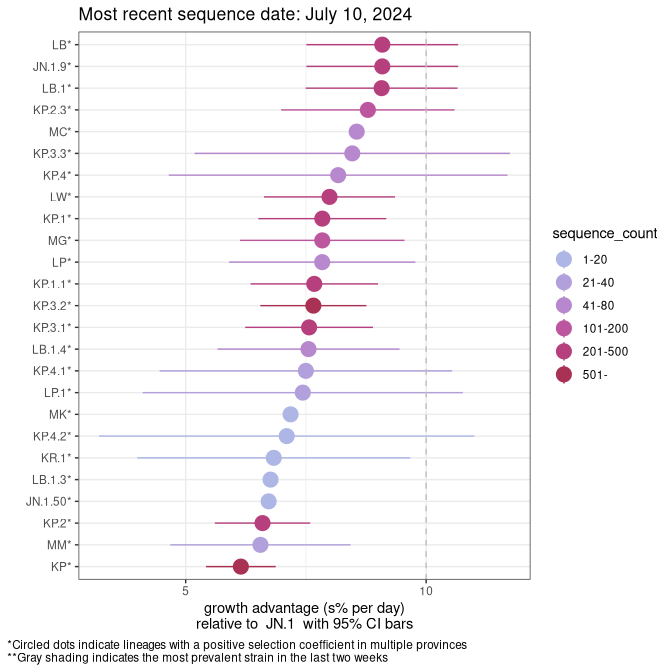 Most recent sequence date: July 10, 2024
LB*
JN.1.9*
LB.1*
KP.2.3*
MC*
KP.3.3*
KP.4*
LW*
KP.1*
MG*
LP*
KP.1.1*
KP.3.2*
KP.3.1*
LB.1.4*
KP.4.1*
LP.1*
MK*
KP.4.2*
KR.1*
LB.1.3*
JN.1.50*
KP.2*
MM*
KP*
5 10
growth advantage (s% per day)
relative to JN.1 with 95% CI bars
sequence_count
1-20
21-40
41-80
101-200
201-500
501-
*Circled dots indicate lineages with a positive selection coefficient in multiple provinces
**Gray shading indicates the most prevalent strain in the last two weeks